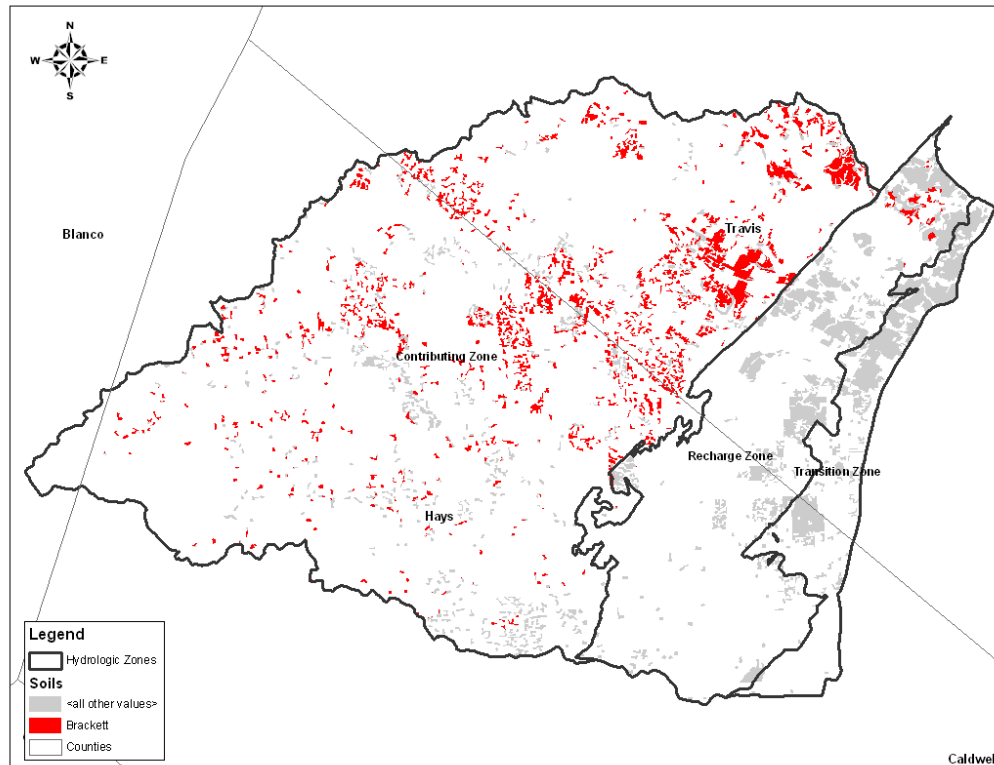 N
W E
S
Blanco
Travis
Contributing Zone
Recharge Zone
Transition Zone
Hays
Legend
Hydrologic Zones
Soils
<all other values>
Brackett
Counties
Caldwel